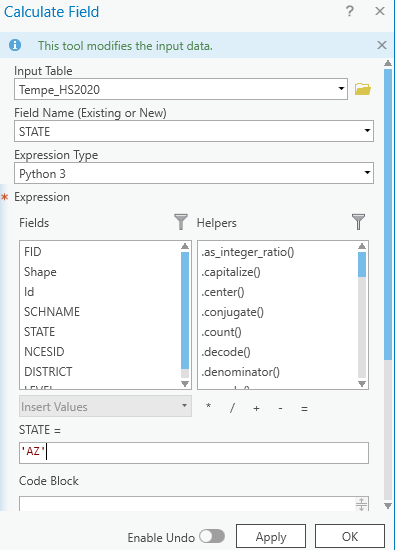 Calculate Field ? ×
This tool modifies the input data. ×
Input Table
Tempe_HS2020
Field Name (Existing or New)
STATE
Expression Type
Python 3
* Expression
Fields Helpers
FID .as_integer_ratio()
Shape .capitalize()
Id .center()
SCHNAME .conjugate()
STATE .count()
NCESID .decode()
DISTRICT .denominator()
Insert Values * / + - =
STATE =
'AZ'
Code Block
Enable Undo Apply OK